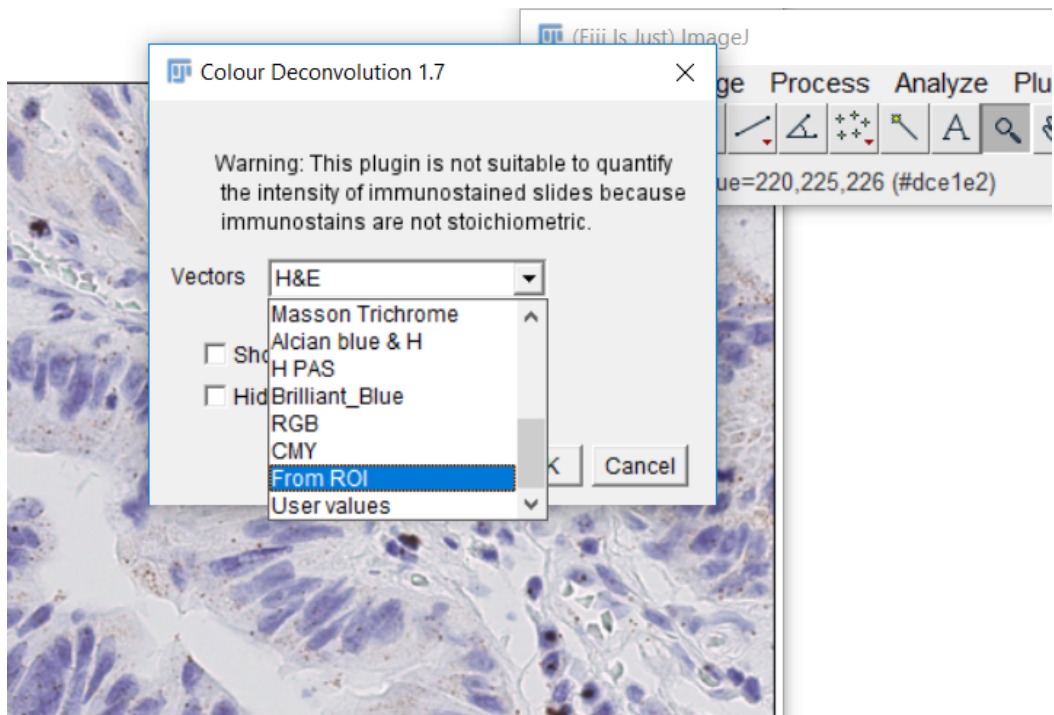 (Fiji Is Just) ImageJ
Colour Deconvolution 1.7
Process Analyze
Warning: This plugin is not suitable to quantify
the intensity of immunostained slides because
immunostains are not stoichiometric.
ue=220,225,226 (#dce1e2)
Vectors H&E
Masson Trichrome
Alcian blue & H
H PAS
Brilliant_Blue
RGB
CMY
From ROI
User values
Sho
Hid
K Cancel